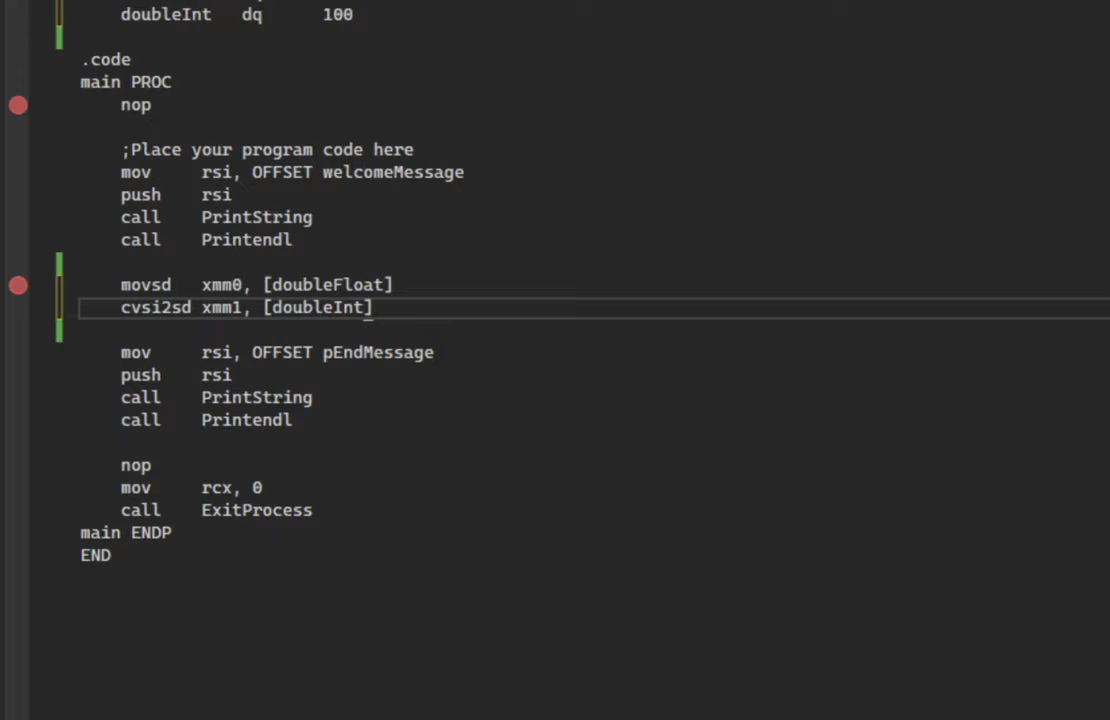 doubleInt dq 100
.code
main PROC
nop
;Place your program code here
mov rsi, OFFSET welcomeMessage
push rsi
call PrintString
call Printendl
movsd xmm0, [doubleFloat]
cvsi2sd xmm1, [doubleInt]
mov rsi, OFFSET pEndMessage
push rsi
call PrintString
call Printendl
nop
mov rcx, 0
call ExitProcess
main ENDP
END